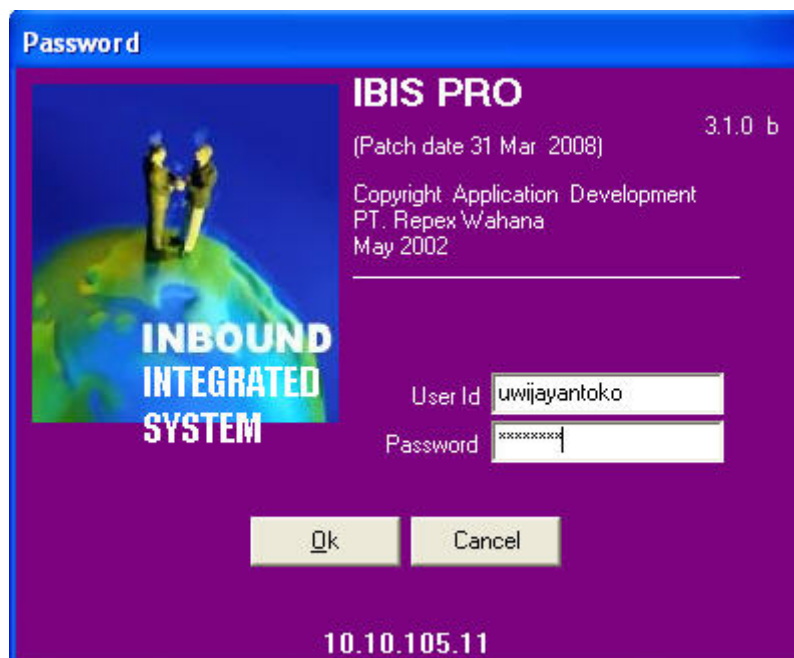 Password
IBIS PRO
3.1.0 b
(Patch date 31 Mar 2008)
Copyright Application Development
PT. Repex Wahana
May 2002
INBOUND
INTEGRATED
SYSTEM
User Id uwijayantoko
Password ××××××××
Ok Cancel
10.10.105.11